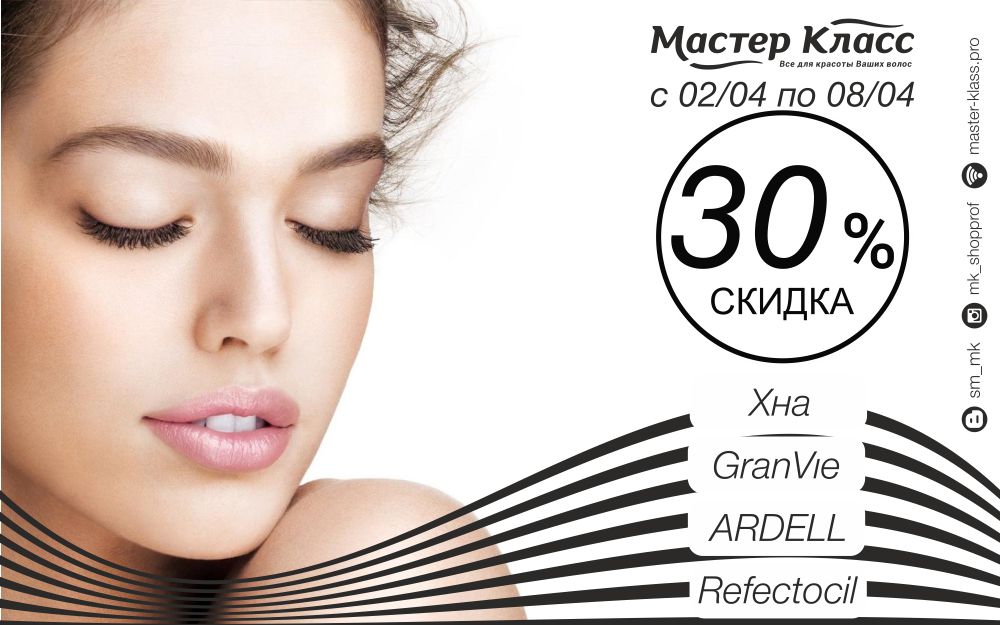 Мастер Класс
Все для красоты Ваших волос
с 02/04 по 08/04
30 %
СКИДКА
Хна
GranVıe
ARDELL
Refectocil
master-klass.pro
mk_shopprof
sm_mk